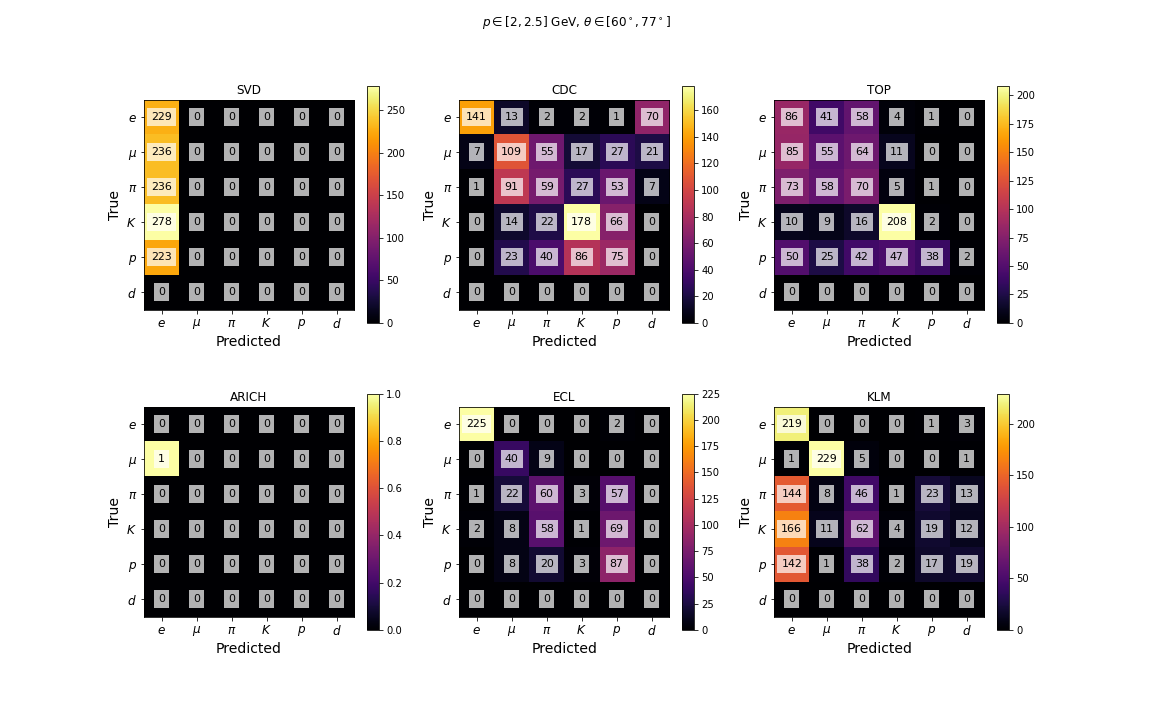 p ∈ [2, 2.5] GeV, θ ∈ [60°, 77°]
SVD
True
e 229 0 0 0 0 0
μ 236 0 0 0 0 0
π 236 0 0 0 0 0
K 278 0 0 0 0 0
p 223 0 0 0 0 0
d 0 0 0 0 0 0
e μ π K p d
Predicted
250
200
150
100
50
0
CDC
True
141 13 2 2 1 70
7 109 55 17 27 21
1 91 59 27 53 7
0 14 22 178 66 0
0 23 40 86 75 0
0 0 0 0 0 0
e μ π K p d
Predicted
160
140
120
100
80
60
40
20
0
TOP
True
86 41 58 4 1 0
85 55 64 11 0 0
73 58 70 5 1 0
10 9 16 208 2 0
50 25 42 47 38 2
0 0 0 0 0 0
e μ π K p d
Predicted
200
175
150
125
100
75
50
25
0
ARICH
True
e 0 0 0 0 0 0
μ 1 0 0 0 0 0
π 0 0 0 0 0 0
K 0 0 0 0 0 0
p 0 0 0 0 0 0
d 0 0 0 0 0 0
e μ π K p d
Predicted
1.0
0.8
0.6
0.4
0.2
0.0
ECL
True
e 225 0 0 0 2 0
μ 0 40 9 0 0 0
π 1 22 60 3 57 0
K 2 8 58 1 69 0
p 0 8 20 3 87 0
d 0 0 0 0 0 0
e μ π K p d
Predicted
225
200
175
150
125
100
75
50
25
0
KLM
True
e 219 0 0 0 1 3
μ 1 229 5 0 0 1
π 144 8 46 1 23 13
K 166 11 62 4 19 12
p 142 1 38 2 17 19
d 0 0 0 0 0 0
e μ π K p d
Predicted
200
150
100
50
0